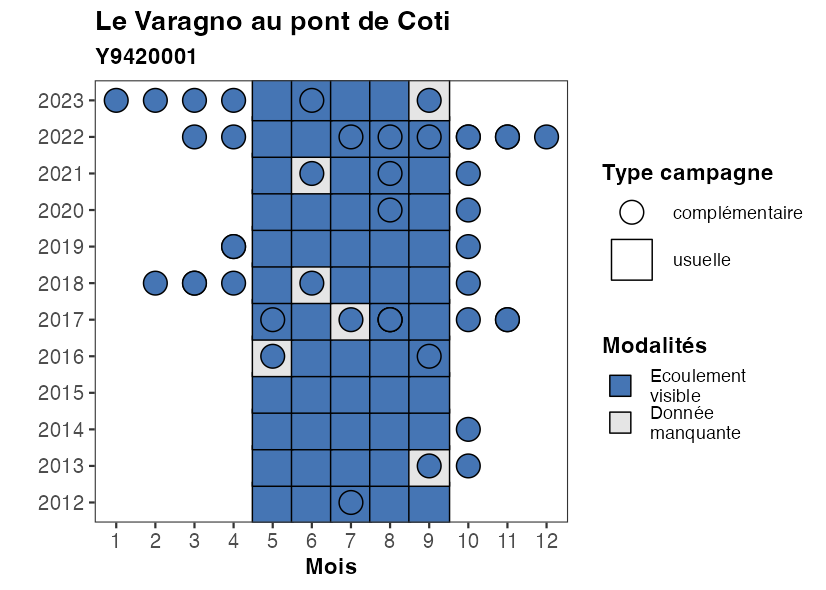 Le Varagno au pont de Coti
Y9420001
2023
2022
2021
2020
2019
2018
2017
2016
2015
2014
2013
2012
1 2 3 4 5 6 7 8 9 10 11 12
Mois
Type campagne
complémentaire
usuelle
Modalités
Ecoulement
visible
Donnée
manquante